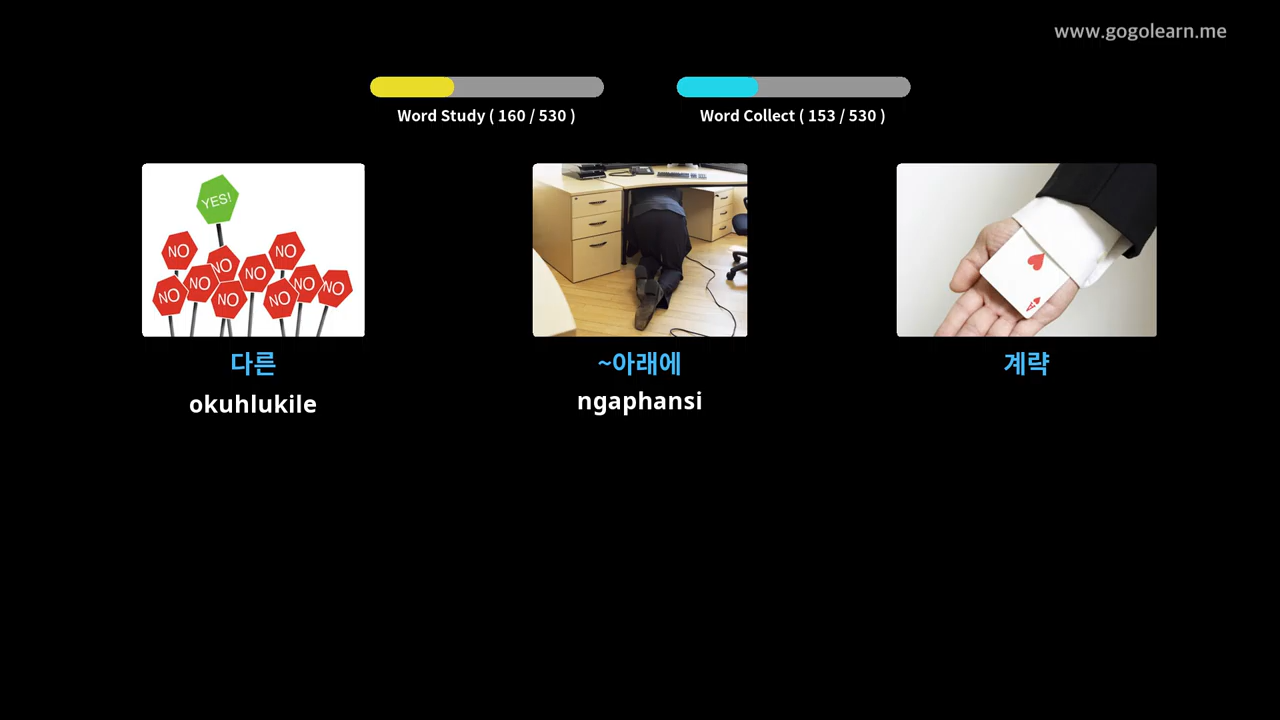 www.gogolearn.me
Word Study ( 160 / 530 )
Word Collect ( 153 / 530 )
YES!
NO
NO
NO
NO
NO
NO
NO
NO
NO
NO
다른
~아래에
계략
okuhlukile
ngaphansi
A